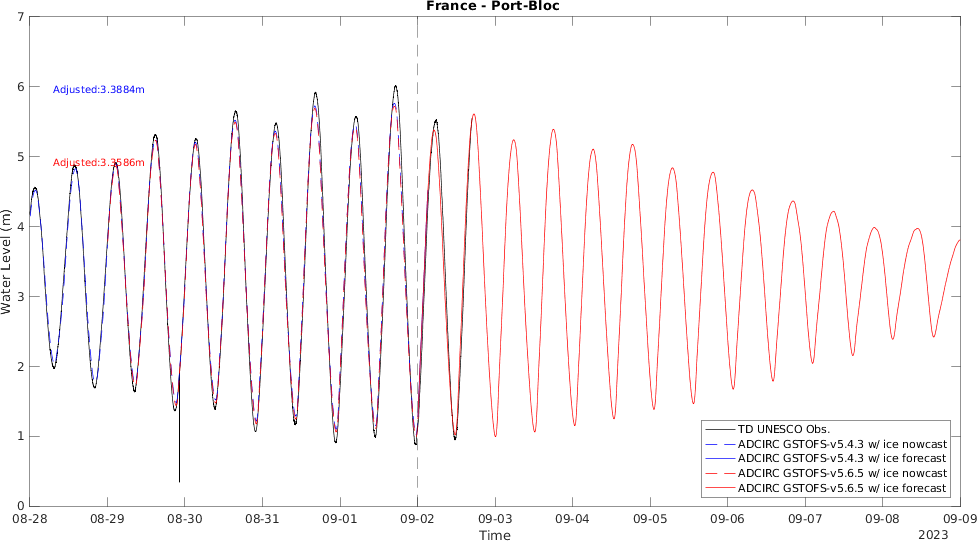 France - Port-Bloc
7
6
5
4
3
2
1
0
Water Level (m)
Adjusted:3.3884m
Adjusted:3.3586m
TD UNESCO Obs.
ADCIRC GSTOFS-v5.4.3 w/ ice nowcast
ADCIRC GSTOFS-v5.4.3 w/ ice forecast
ADCIRC GSTOFS-v5.6.5 w/ ice nowcast
ADCIRC GSTOFS-v5.6.5 w/ ice forecast
08-28 08-29 08-30 08-31 09-01 09-02 09-03 09-04 09-05 09-06 09-07 09-08 09-09
Time
2023